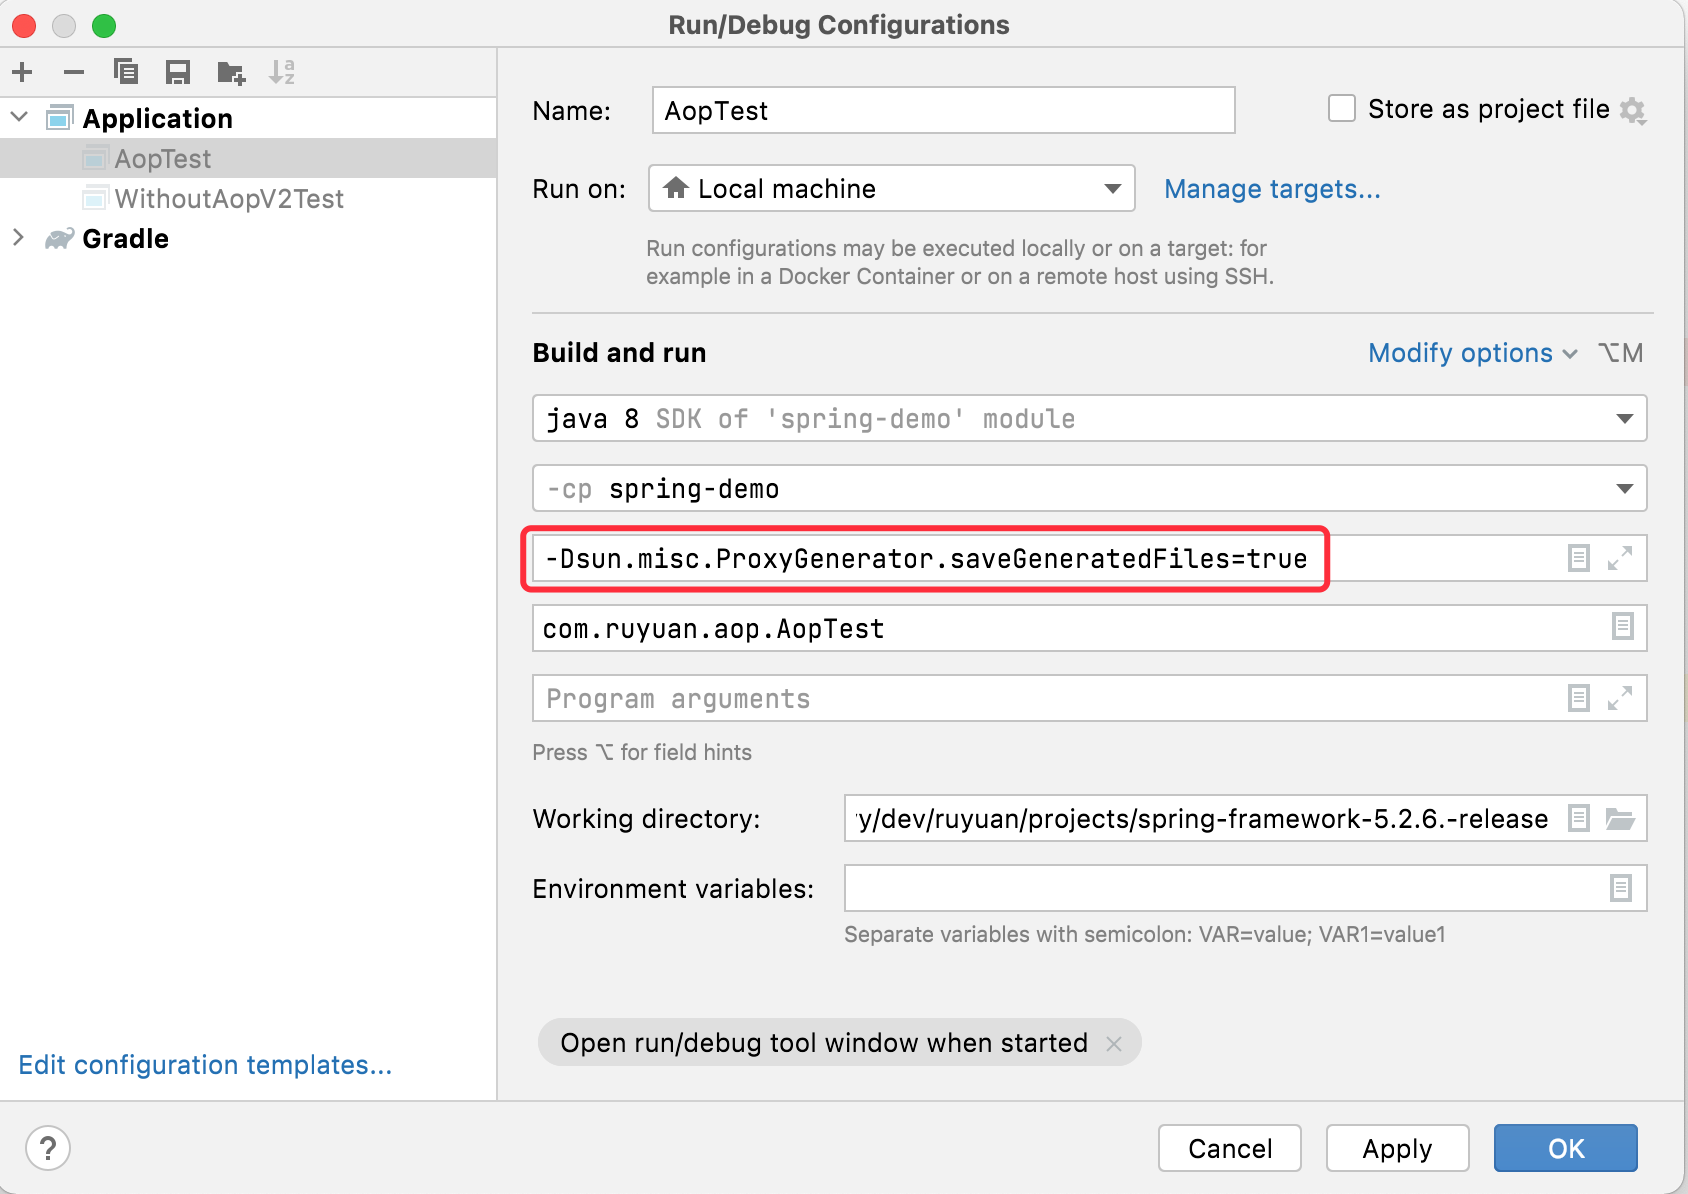 Run/Debug Configurations
Application
AopTest
WithoutAopV2Test
Gradle
Edit configuration templates...
Name:
AopTest
Store as project file
Run on:
Local machine
Manage targets...
Run configurations may be executed locally or on a target: for
example in a Docker Container or on a remote host using SSH.
Build and run
Modify options
⌥M
java 8 SDK of 'spring-demo' module
-cp spring-demo
-Dsun.misc.ProxyGenerator.saveGeneratedFiles=true
com.ruyuan.aop.AopTest
Program arguments
Press ⌥ for field hints
Working directory:
y/dev/ruyuan/projects/spring-framework-5.2.6.-release
Environment variables:
Separate variables with semicolon: VAR=value; VAR1=value1
Open run/debug tool window when started
?
Cancel
Apply
OK